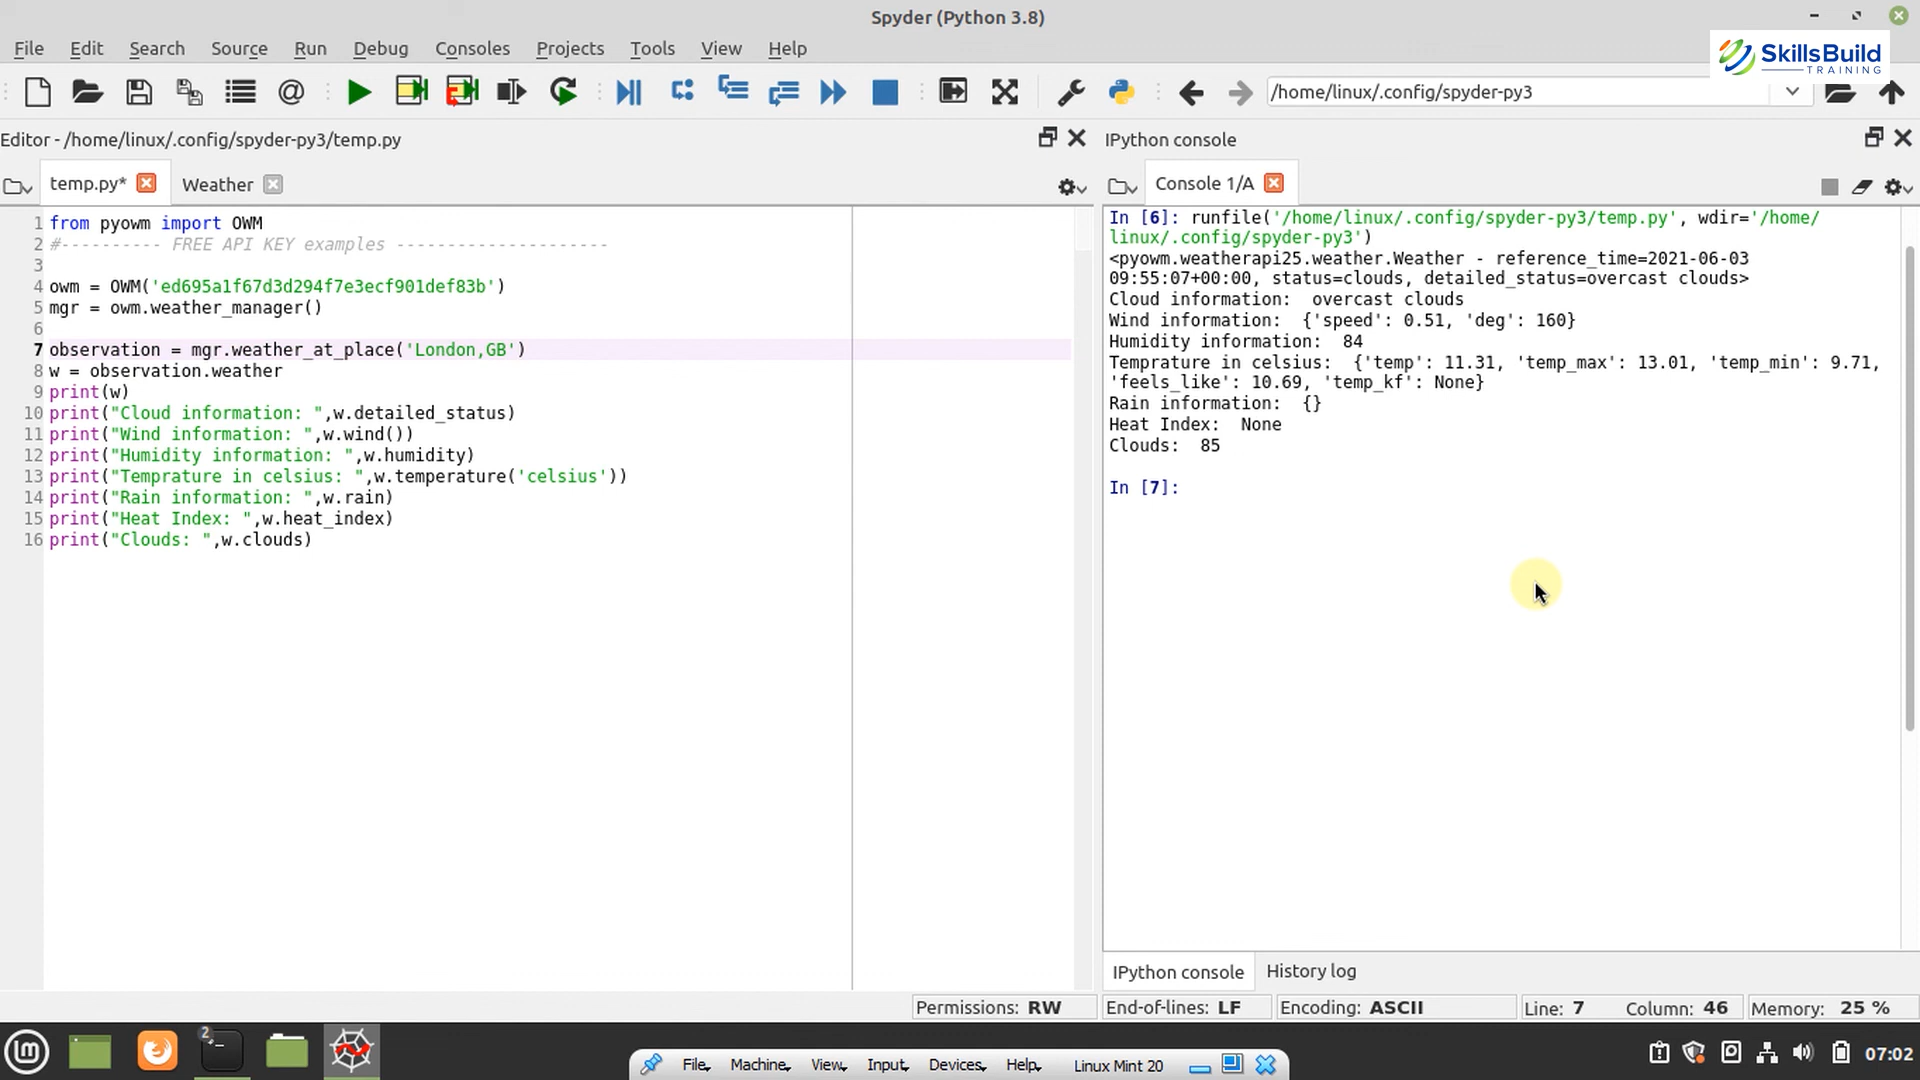 Spyder (Python 3.8)
File Edit Search Source Run Debug Consoles Projects Tools View Help
SkillsBuild
TRAINING
/home/linux/.config/spyder-py3
Editor - /home/linux/.config/spyder-py3/temp.py
IPython console
temp.py*
Weather
Console 1/A
1 from pyowm import OWM
2 #---------- FREE API KEY examples ---------------------
3
4 owm = OWM('ed695a1f67d3d294f7e3ecf901def83b')
5 mgr = owm.weather_manager()
6
7 observation = mgr.weather_at_place('London,GB')
8 w = observation.weather
9 print(w)
10 print("Cloud information: ",w.detailed_status)
11 print("Wind information: ",w.wind())
12 print("Humidity information: ",w.humidity)
13 print("Temprature in celsius: ",w.temperature('celsius'))
14 print("Rain information: ",w.rain)
15 print("Heat Index: ",w.heat_index)
16 print("Clouds: ",w.clouds)
In [6]: runfile('/home/linux/.config/spyder-py3/temp.py', wdir='/home/
linux/.config/spyder-py3')
<pyowm.weatherapi25.weather.Weather - reference_time=2021-06-03
09:55:07+00:00, status=clouds, detailed_status=overcast clouds>
Cloud information:  overcast clouds
Wind information:  {'speed': 0.51, 'deg': 160}
Humidity information:  84
Temprature in celsius:  {'temp': 11.31, 'temp_max': 13.01, 'temp_min': 9.71,
'feels_like': 10.69, 'temp_kf': None}
Rain information:  {}
Heat Index:  None
Clouds:  85
In [7]:
IPython console
History log
Permissions: RW
End-of-lines: LF
Encoding: ASCII
Line: 7
Column: 46
Memory: 25 %
2
File Machine View Input Devices Help Linux Mint 20
07:02